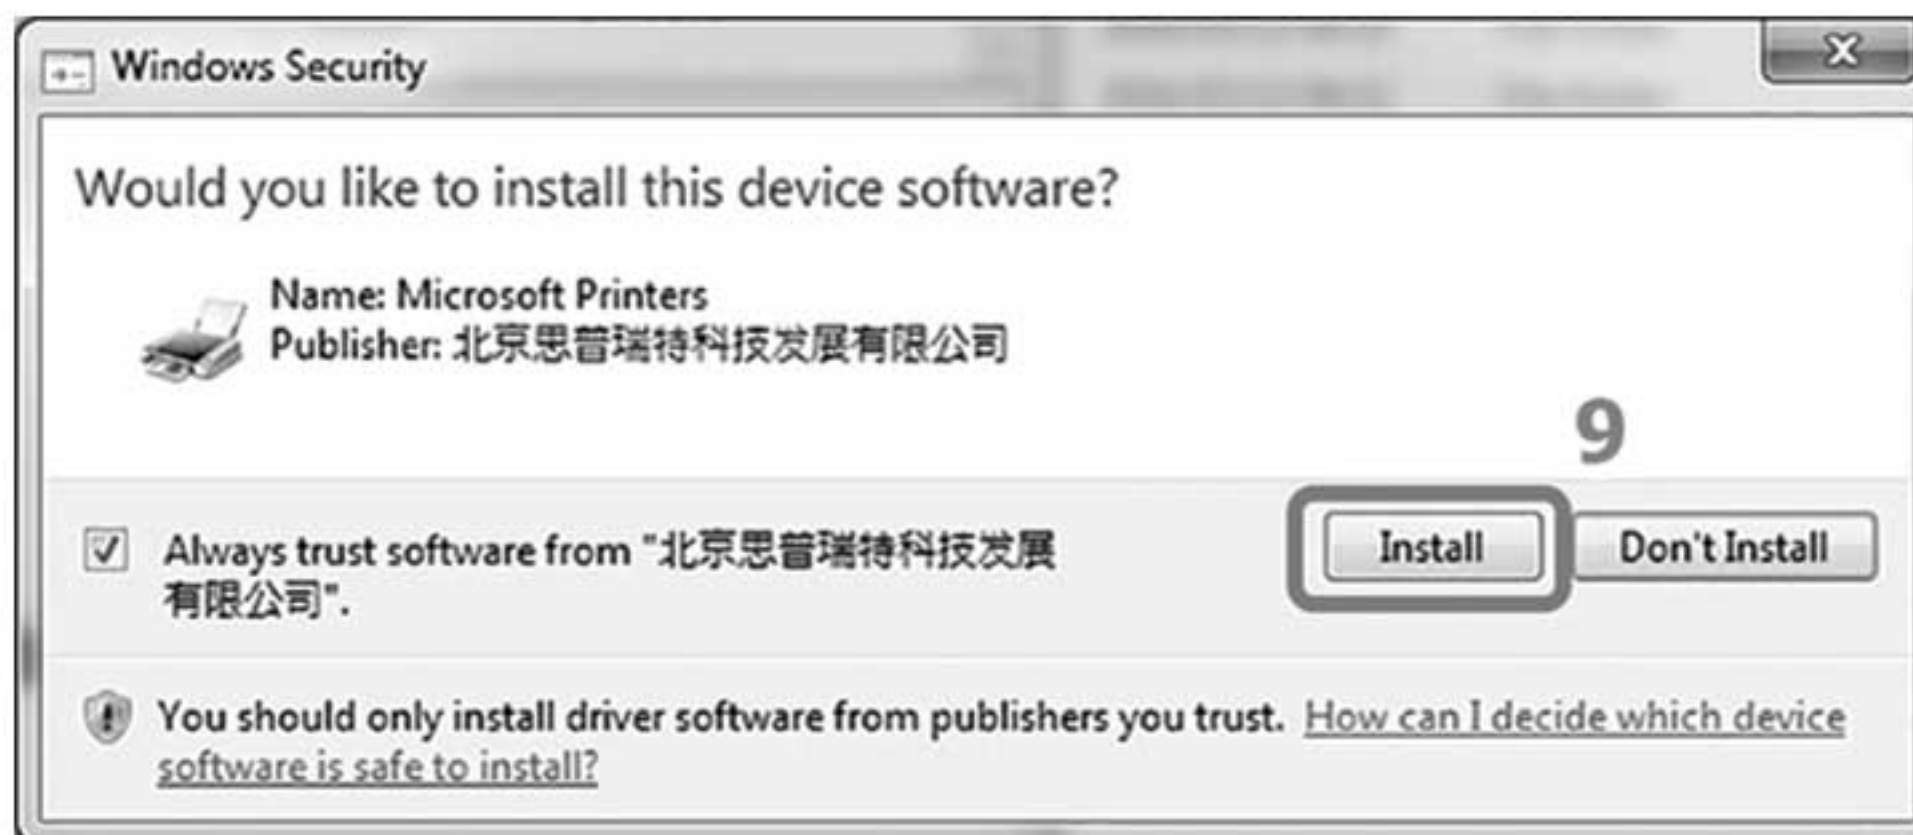 Windows Security
Would you like to install this device software?
Name: Microsoft Printers
Publisher: 北京思普瑞特科技发展有限公司
9
Always trust software from "北京思普瑞特科技发展
有限公司".
Install
Don't Install
You should only install driver software from publishers you trust. How can I decide which device
software is safe to install?